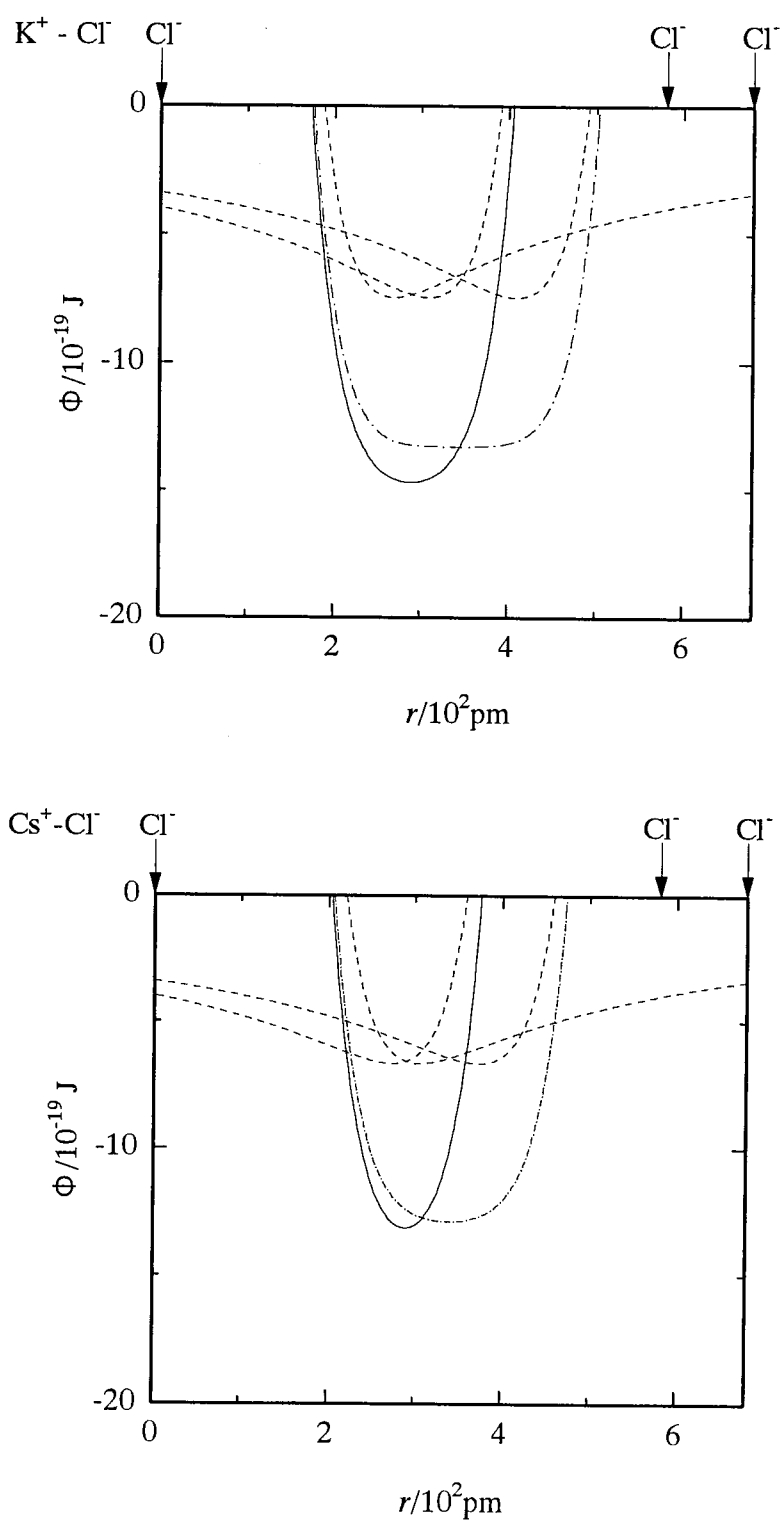 K⁺ - Cl⁻ Cl⁻ Cl⁻ Cl⁻
0
-10
-20
Φ /10⁻¹⁹ J
0 2 4 6
r/10²pm
Cs⁺-Cl⁻ Cl⁻ Cl⁻ Cl⁻
0
-10
-20
Φ /10⁻¹⁹ J
0 2 4 6
r/10²pm